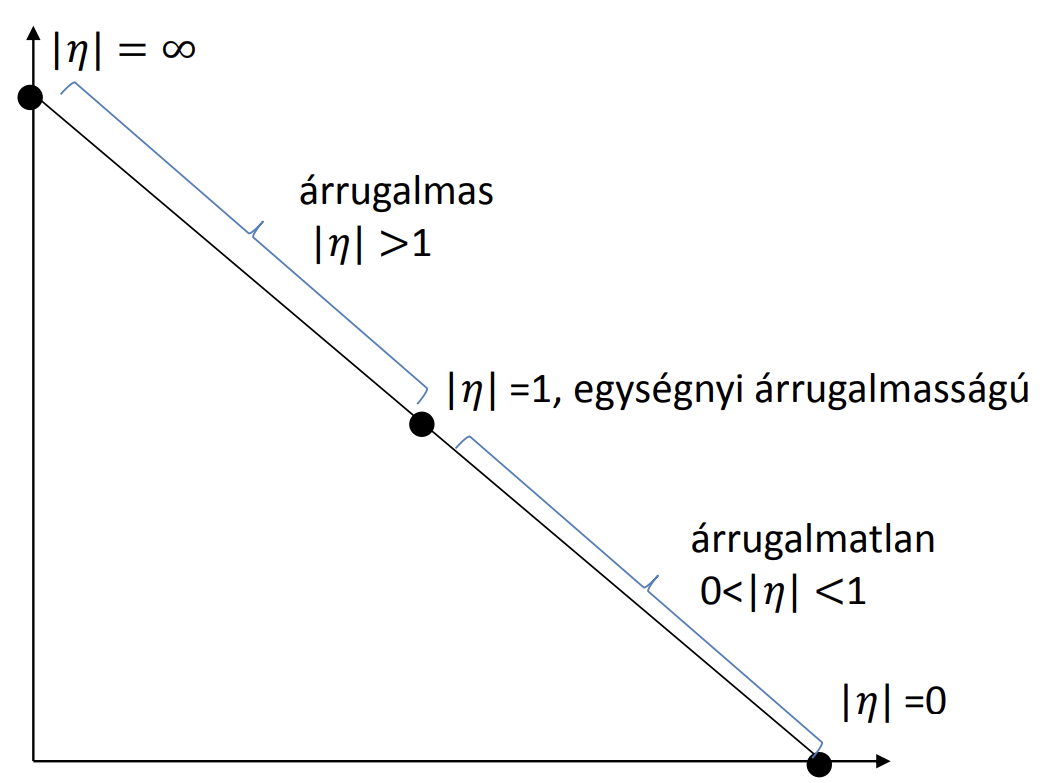 |η| = ∞
árrugalmas
|η| >1
|η| =1, egységnyi árrugalmasságú
árrugalmatlan
0<|η| <1
|η| =0